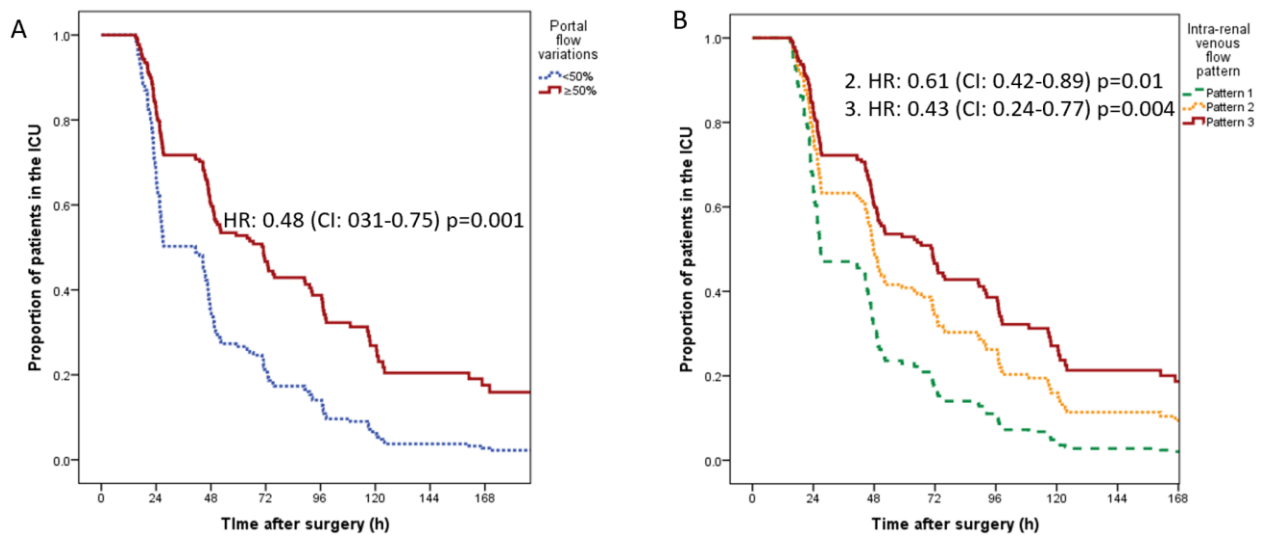 A
Portal
flow
variations
<50%
≥50%
1.0
0.8
0.6
0.4
0.2
0.0
Proportion of patients in the ICU
HR: 0.48 (CI: 031-0.75) p=0.001
0 24 48 72 96 120 144 168
TIme after surgery (h)
B
Intra-renal
venous
flow
pattern
Pattern 1
Pattern 2
Pattern 3
1.0
0.8
0.6
0.4
0.2
0.0
Proportion of patients in the ICU
2. HR: 0.61 (CI: 0.42-0.89) p=0.01
3. HR: 0.43 (CI: 0.24-0.77) p=0.004
0 24 48 72 96 120 144 168
Time after surgery (h)